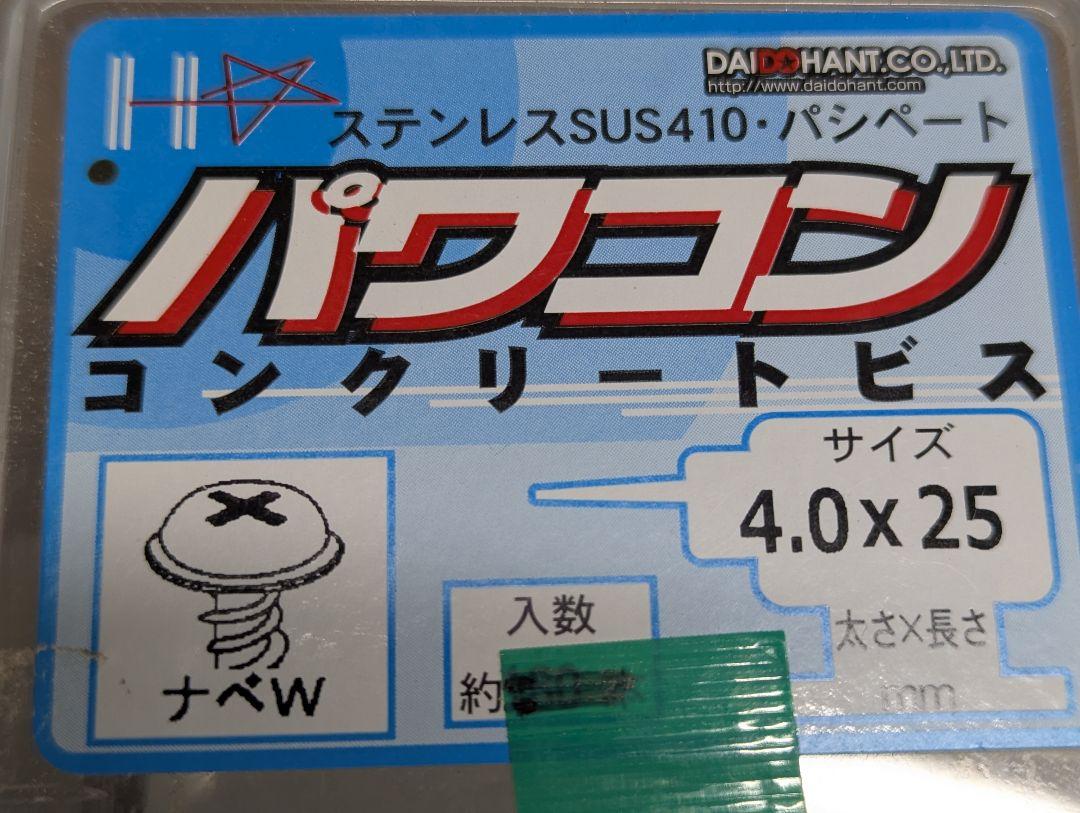 DAIDOHANT.CO.,LTD.
http://www.daidohant.com
ステンレスSUS410・パシペート
パワコン
コンクリートビス
サイズ
4.0x25
太さ×長さ
mm
入数
約
ナベW